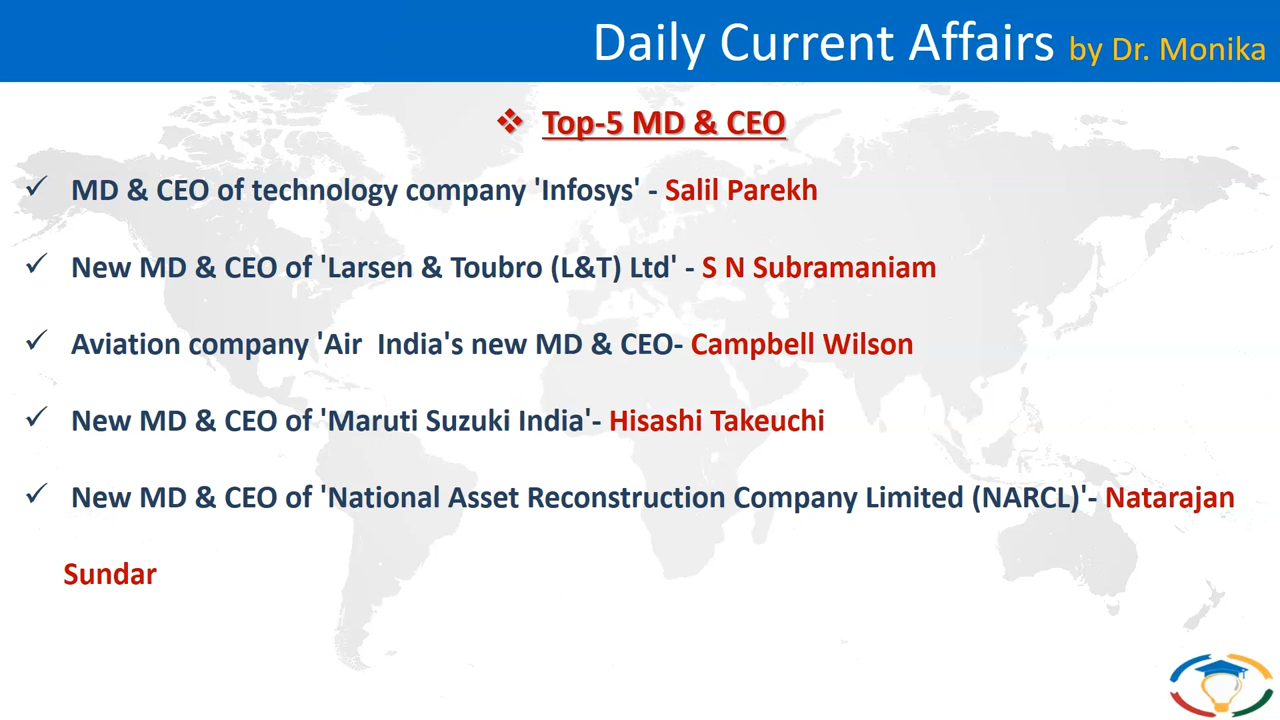 Daily Current Affairs by Dr. Monika
❖ Top-5 MD & CEO
✓ MD & CEO of technology company 'Infosys' - Salil Parekh
✓ New MD & CEO of 'Larsen & Toubro (L&T) Ltd' - S N Subramaniam
✓ Aviation company 'Air  India's new MD & CEO- Campbell Wilson
✓ New MD & CEO of 'Maruti Suzuki India'- Hisashi Takeuchi
✓ New MD & CEO of 'National Asset Reconstruction Company Limited (NARCL)'- Natarajan
Sundar